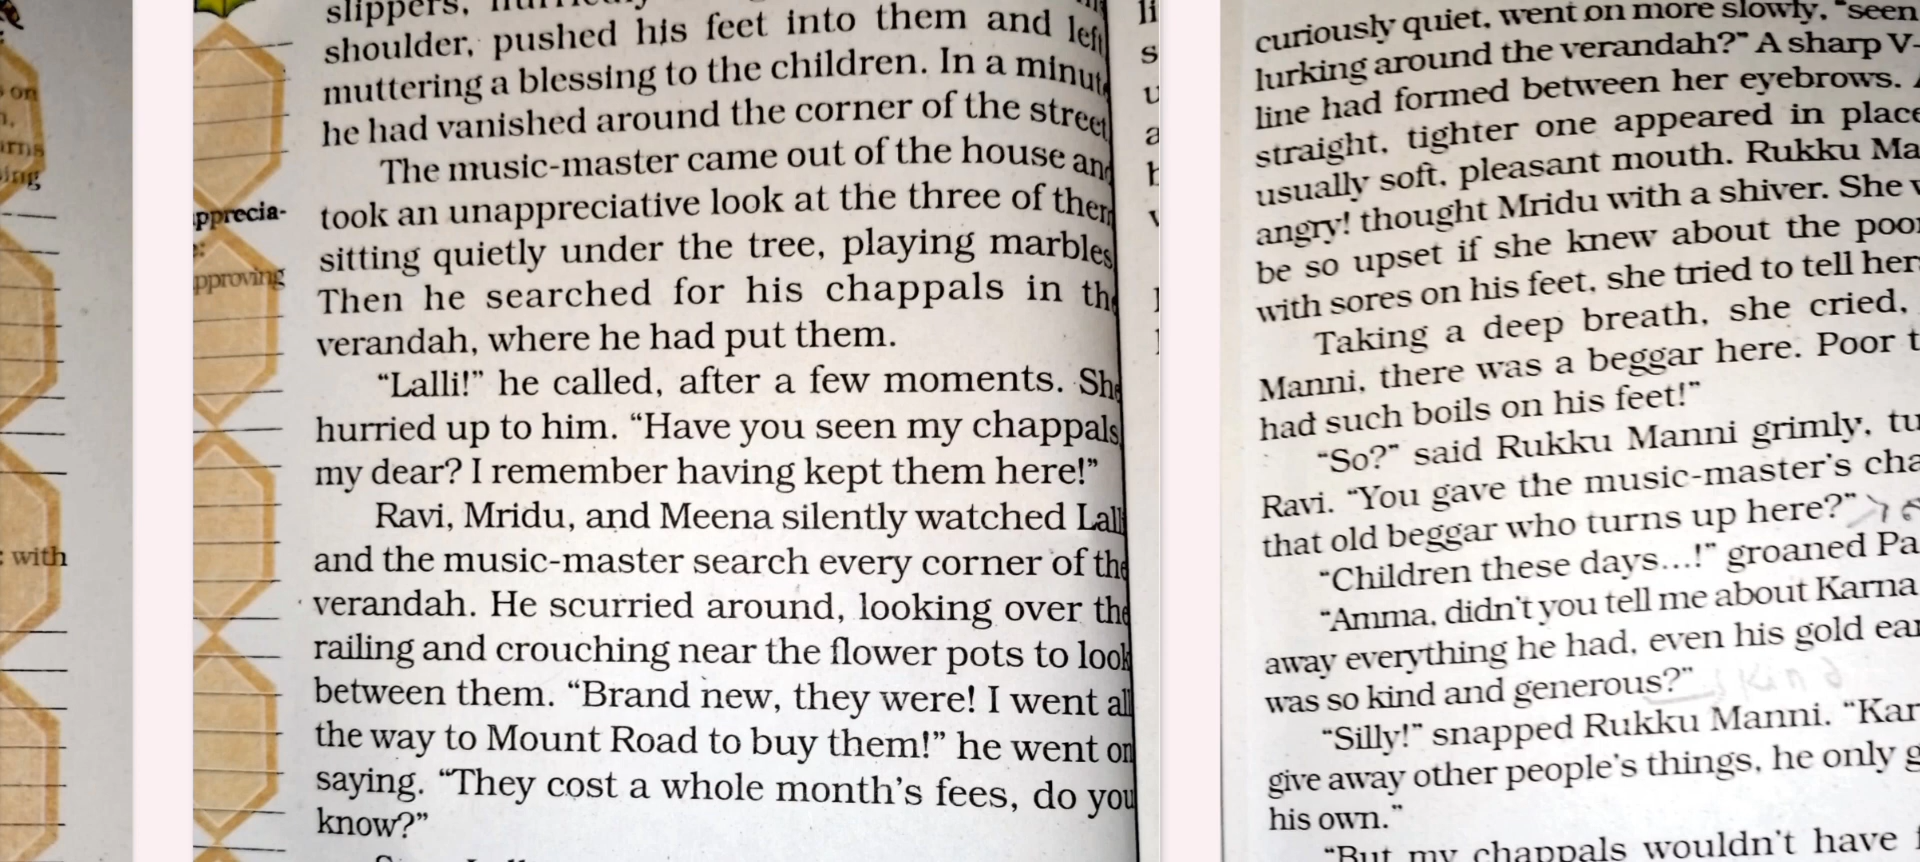 on
rns
ing
with
pprecia-
pproving
slippers,
shoulder, pushed his feet into them and left
muttering a blessing to the children. In a minut
he had vanished around the corner of the street
The music-master came out of the house and
took an unappreciative look at the three of them
sitting quietly under the tree, playing marbles
Then he searched for his chappals in the
verandah, where he had put them.
“Lalli!” he called, after a few moments. She
hurried up to him. “Have you seen my chappals,
my dear? I remember having kept them here!”
Ravi, Mridu, and Meena silently watched Lalli
and the music-master search every corner of the
verandah. He scurried around, looking over the
railing and crouching near the flower pots to look
between them. “Brand new, they were! I went all
the way to Mount Road to buy them!” he went on
saying. “They cost a whole month's fees, do you
know?”
curiously quiet, went on more slowly, “seen
lurking around the verandah?” A sharp V-
line had formed between her eyebrows.
straight, tighter one appeared in place
usually soft, pleasant mouth. Rukku Ma
angry! thought Mridu with a shiver. She
be so upset if she knew about the poor
with sores on his feet, she tried to tell her
Taking a deep breath, she cried,
Manni, there was a beggar here. Poor t
had such boils on his feet!”
“So?” said Rukku Manni grimly, tu
Ravi. “You gave the music-master's cha
that old beggar who turns up here?”
“Children these days...!” groaned Pa
“Amma, didn't you tell me about Karna
away everything he had, even his gold ear
was so kind and generous?”
kind
“Silly!” snapped Rukku Manni. “Kar
give away other people's things, he only g
his own.”
“But my chappals wouldn't have